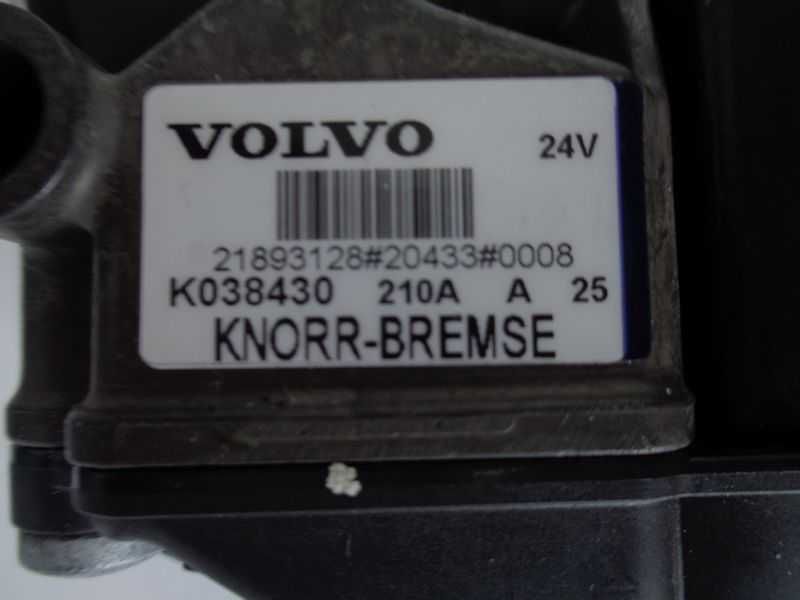 VOLVO 24V
21893128#20433#0008
K038430 210A A 25
KNORR-BREMSE